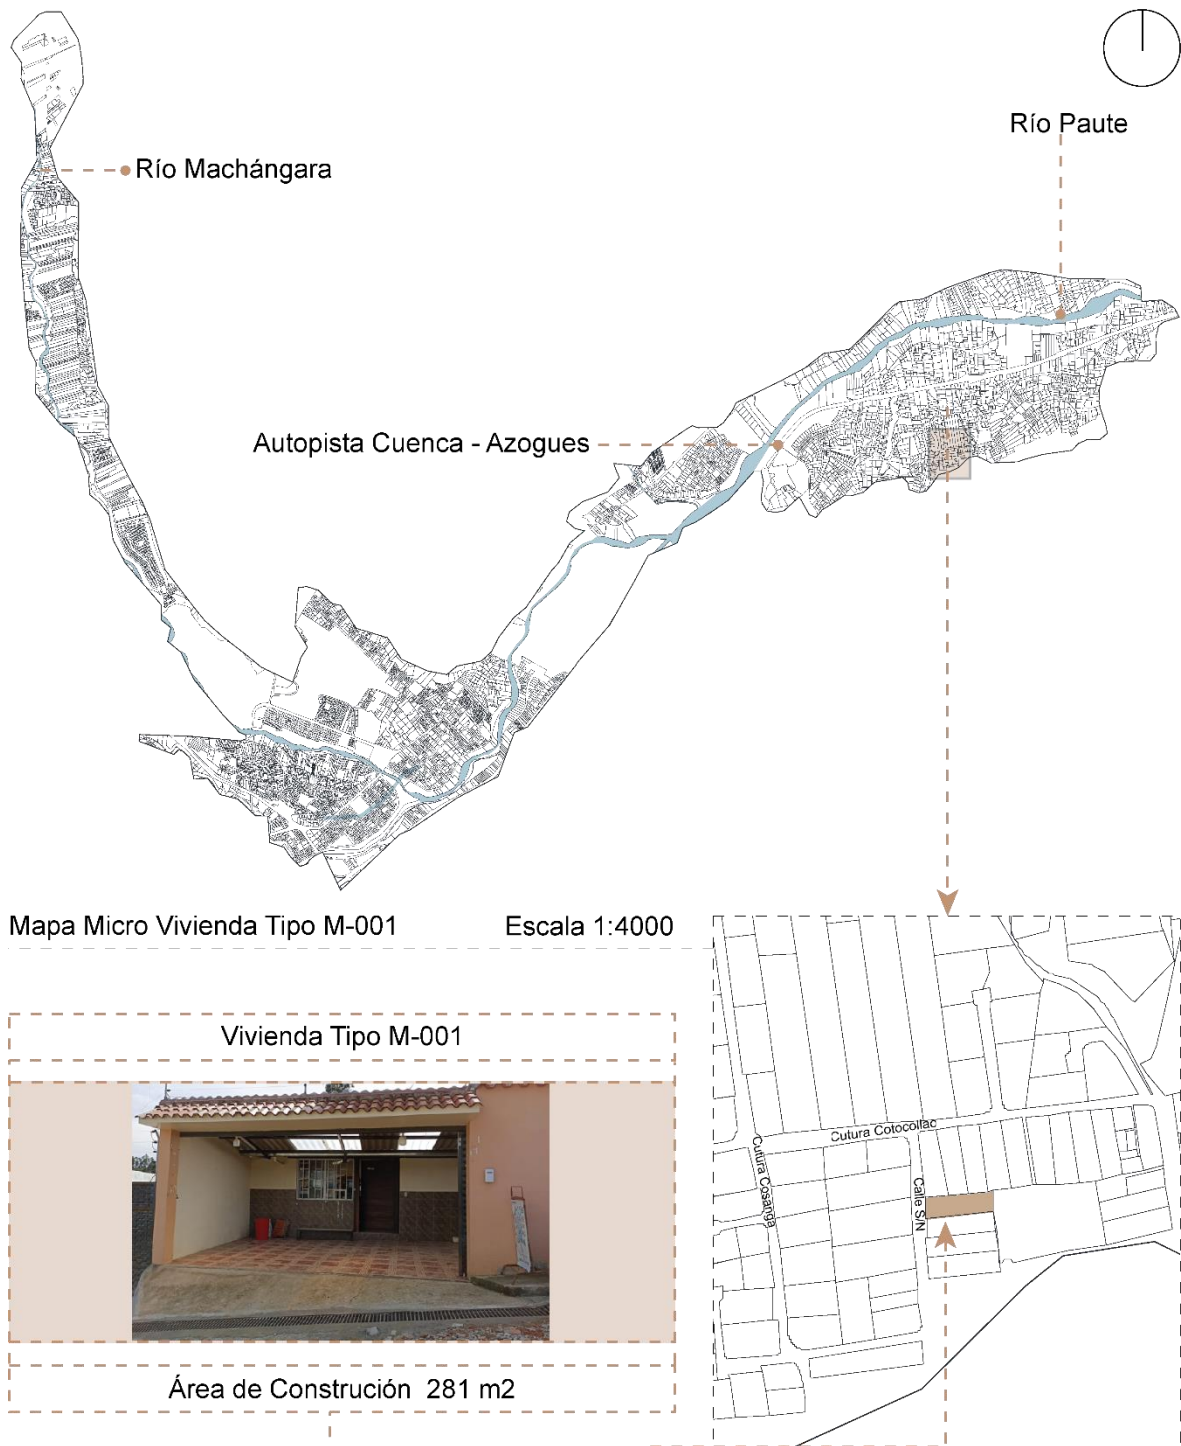 Río Paute
Río Machángara
Autopista Cuenca - Azogues
Mapa Micro Vivienda Tipo M-001
Escala 1:4000
Vivienda Tipo M-001
Área de Construción 281 m2
Cutura Cotocollac
Cutura Cosanga
Calle S/N